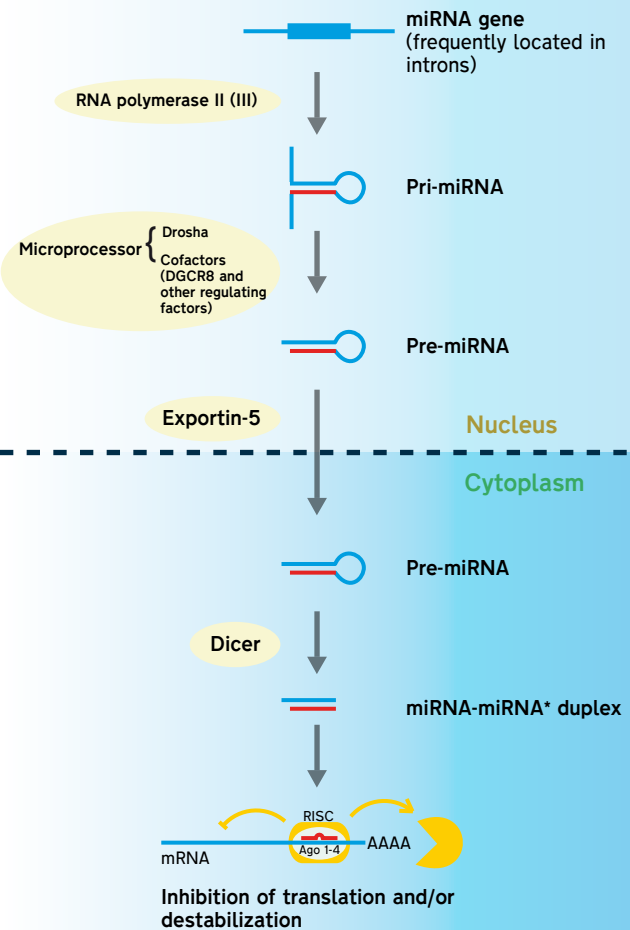 miRNA gene
(frequently located in
introns)
RNA polymerase II (III)
Pri-miRNA
Microprocessor {
Drosha
Cofactors
(DGCR8 and
other regulating
factors)
Pre-miRNA
Exportin-5
Nucleus
Cytoplasm
Pre-miRNA
Dicer
miRNA-miRNA* duplex
RISC
Ago 1-4
AAAA
mRNA
Inhibition of translation and/or
destabilization